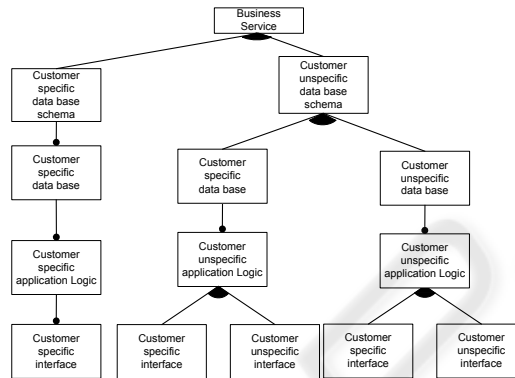 Business
Service
Customer
specific
data base
schema
Customer
unspecific
data base
schema
Customer
specific
data base
Customer
specific
data base
Customer
unspecific
data base
Customer
specific
application Logic
Customer
unspecific
application Logic
Customer
unspecific
application Logic
Customer
specific
interface
Customer
specific
interface
Customer
unspecific
interface
Customer
specific
interface
Customer
unspecific
interface